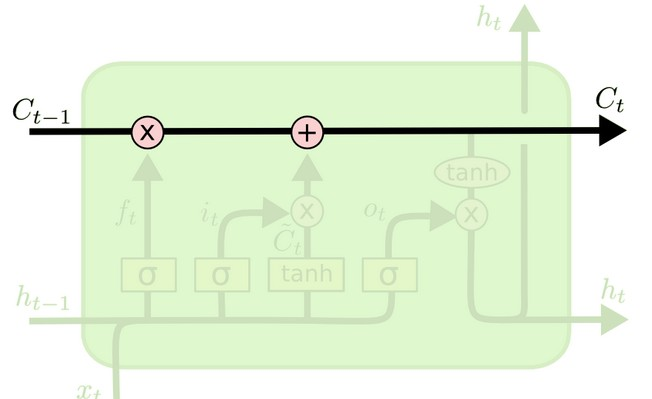 h_t
C_{t-1} x + C_t
tanh
f_t i_t x o_t x
C̃_t
σ σ tanh σ
h_{t-1} h_t
x_t